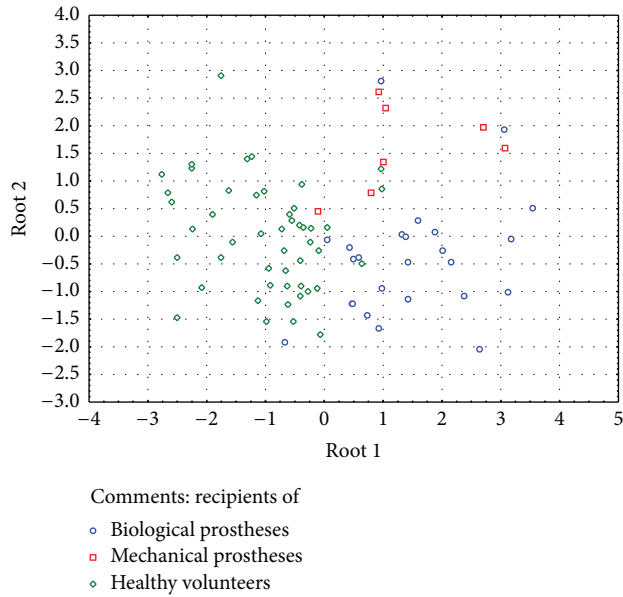 4.0
3.5
3.0
2.5
2.0
1.5
1.0
0.5
0.0
−0.5
−1.0
−1.5
−2.0
−2.5
−3.0
Root 2
−4 −3 −2 −1 0 1 2 3 4 5
Root 1
Comments: recipients of
Biological prostheses
Mechanical prostheses
Healthy volunteers